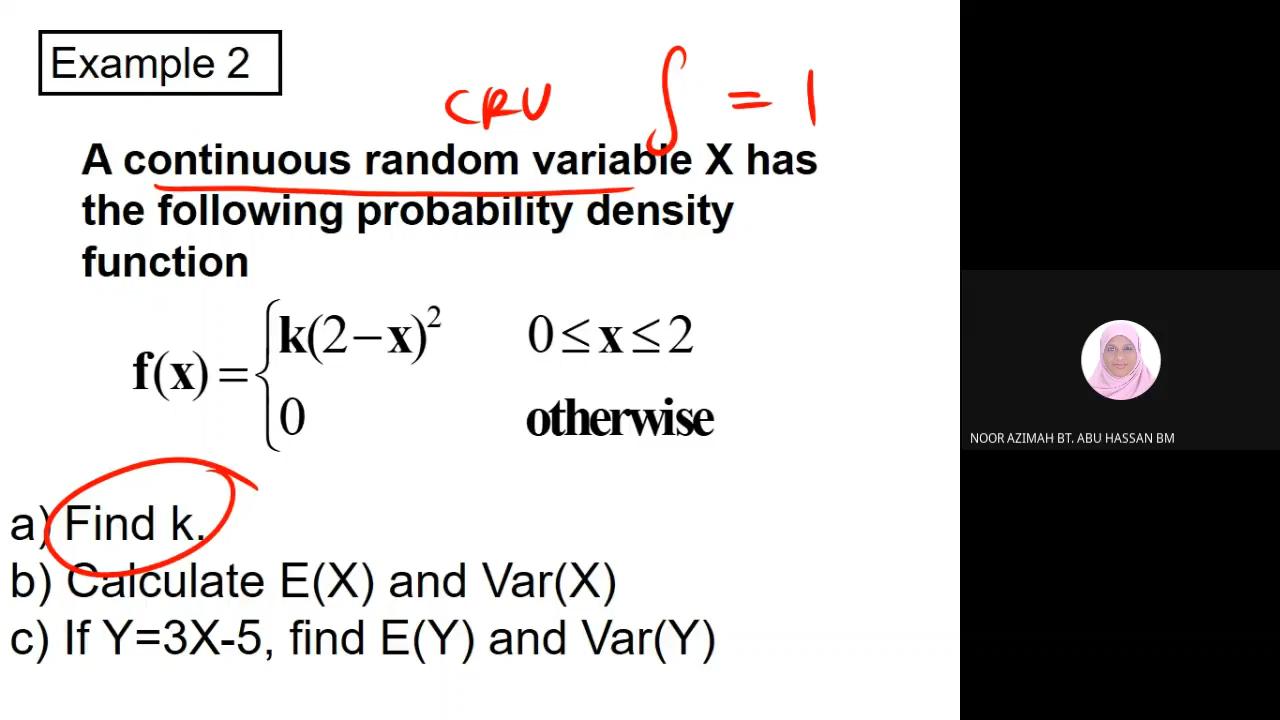 Example 2
CRV ∫ = 1
A continuous random variable X has
the following probability density
function
f(x) = { k(2−x)² 0 ≤ x ≤ 2
0 otherwise
a) Find k.
b) Calculate E(X) and Var(X)
c) If Y=3X-5, find E(Y) and Var(Y)
NOOR AZIMAH BT. ABU HASSAN BM